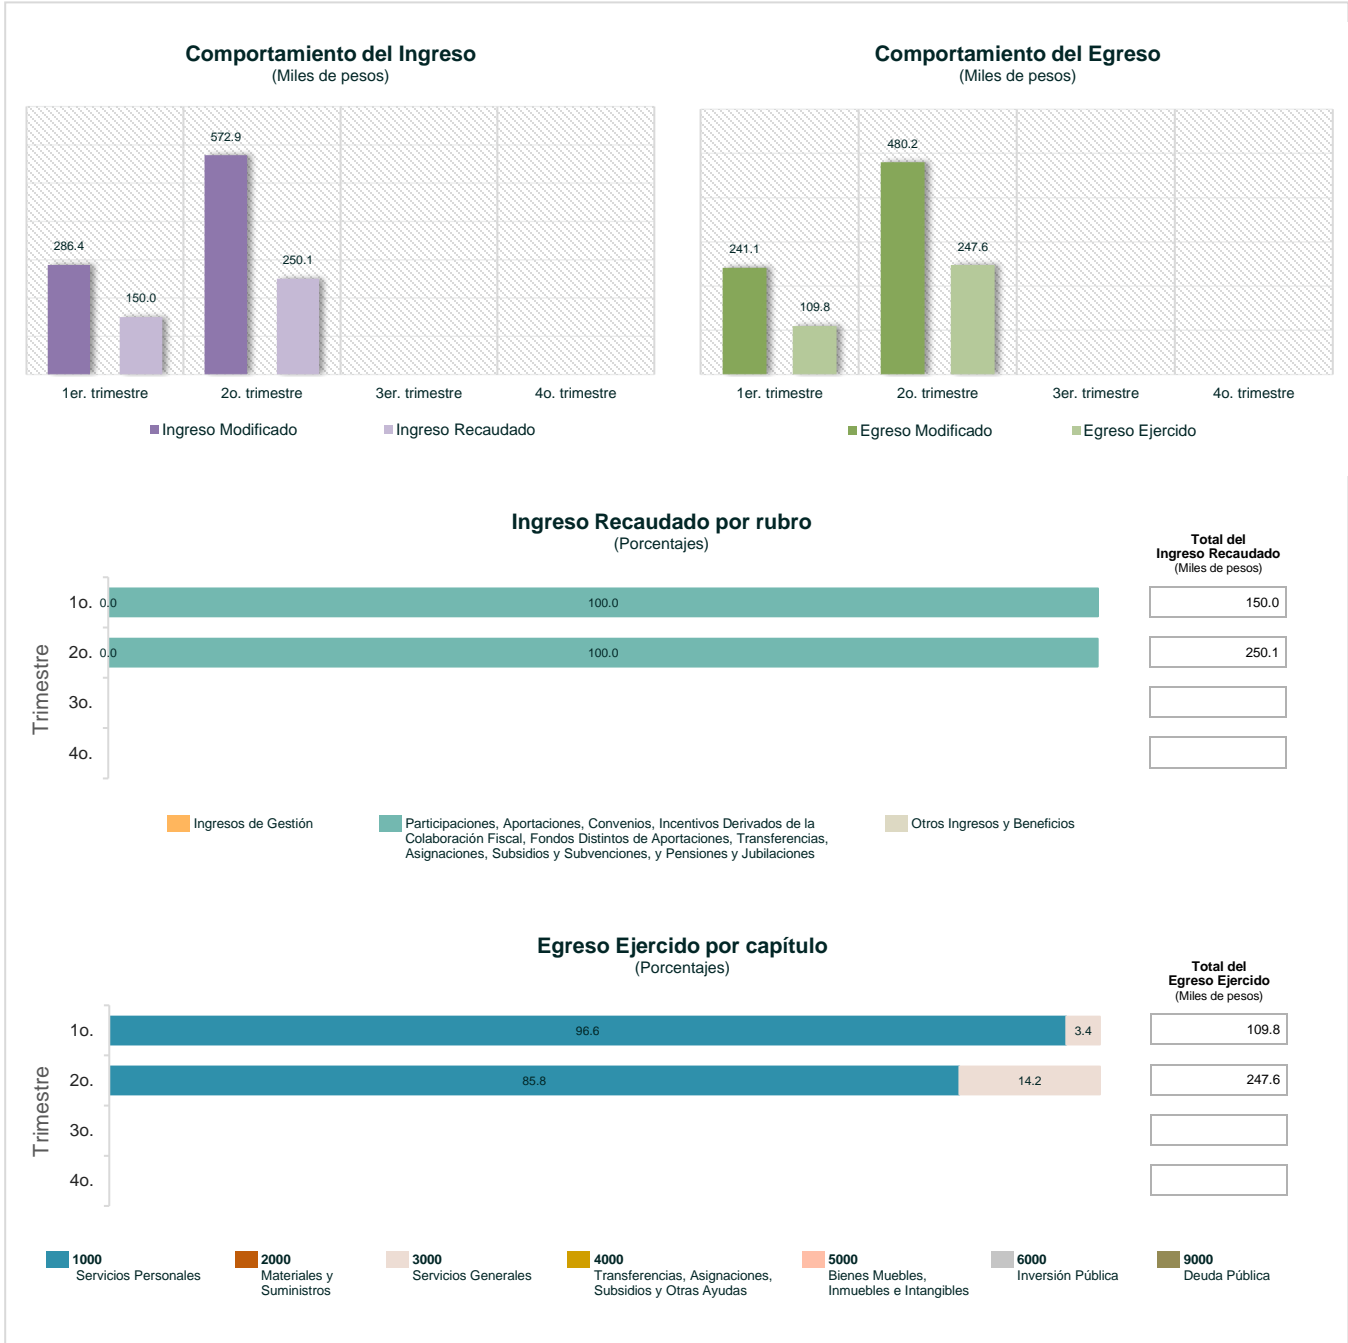 Comportamiento del Ingreso
(Miles de pesos)
572.9
286.4
250.1
150.0
1er. trimestre
2o. trimestre
3er. trimestre
4o. trimestre
Ingreso Modificado
Ingreso Recaudado
Comportamiento del Egreso
(Miles de pesos)
480.2
241.1
247.6
109.8
1er. trimestre
2o. trimestre
3er. trimestre
4o. trimestre
Egreso Modificado
Egreso Ejercido
Ingreso Recaudado por rubro
(Porcentajes)
Total del
Ingreso Recaudado
(Miles de pesos)
Trimestre
1o. 0.0 100.0 150.0
2o. 0.0 100.0 250.1
3o.
4o.
Ingresos de Gestión
Participaciones, Aportaciones, Convenios, Incentivos Derivados de la
Colaboración Fiscal, Fondos Distintos de Aportaciones, Transferencias,
Asignaciones, Subsidios y Subvenciones, y Pensiones y Jubilaciones
Otros Ingresos y Beneficios
Egreso Ejercido por capítulo
(Porcentajes)
Total del
Egreso Ejercido
(Miles de pesos)
Trimestre
1o. 96.6 3.4 109.8
2o. 85.8 14.2 247.6
3o.
4o.
1000
Servicios Personales
2000
Materiales y
Suministros
3000
Servicios Generales
4000
Transferencias, Asignaciones,
Subsidios y Otras Ayudas
5000
Bienes Muebles,
Inmuebles e Intangibles
6000
Inversión Pública
9000
Deuda Pública